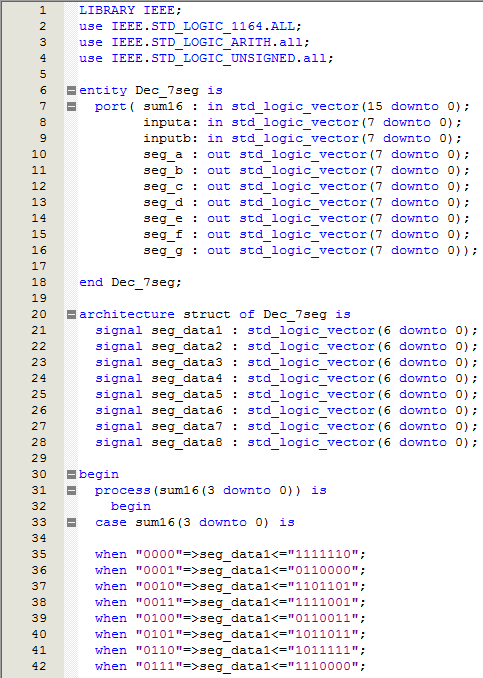 1 LIBRARY IEEE;
2 use IEEE.STD_LOGIC_1164.ALL;
3 use IEEE.STD_LOGIC_ARITH.all;
4 use IEEE.STD_LOGIC_UNSIGNED.all;
5
6 entity Dec_7seg is
7 port( sum16 : in std_logic_vector(15 downto 0);
8 inputa: in std_logic_vector(7 downto 0);
9 inputb: in std_logic_vector(7 downto 0);
10 seg_a : out std_logic_vector(7 downto 0);
11 seg_b : out std_logic_vector(7 downto 0);
12 seg_c : out std_logic_vector(7 downto 0);
13 seg_d : out std_logic_vector(7 downto 0);
14 seg_e : out std_logic_vector(7 downto 0);
15 seg_f : out std_logic_vector(7 downto 0);
16 seg_g : out std_logic_vector(7 downto 0));
17
18 end Dec_7seg;
19
20 architecture struct of Dec_7seg is
21 signal seg_data1 : std_logic_vector(6 downto 0);
22 signal seg_data2 : std_logic_vector(6 downto 0);
23 signal seg_data3 : std_logic_vector(6 downto 0);
24 signal seg_data4 : std_logic_vector(6 downto 0);
25 signal seg_data5 : std_logic_vector(6 downto 0);
26 signal seg_data6 : std_logic_vector(6 downto 0);
27 signal seg_data7 : std_logic_vector(6 downto 0);
28 signal seg_data8 : std_logic_vector(6 downto 0);
29
30 begin
31 process(sum16(3 downto 0)) is
32 begin
33 case sum16(3 downto 0) is
34
35 when "0000"=>seg_data1<="1111110";
36 when "0001"=>seg_data1<="0110000";
37 when "0010"=>seg_data1<="1101101";
38 when "0011"=>seg_data1<="1111001";
39 when "0100"=>seg_data1<="0110011";
40 when "0101"=>seg_data1<="1011011";
41 when "0110"=>seg_data1<="1011111";
42 when "0111"=>seg_data1<="1110000";